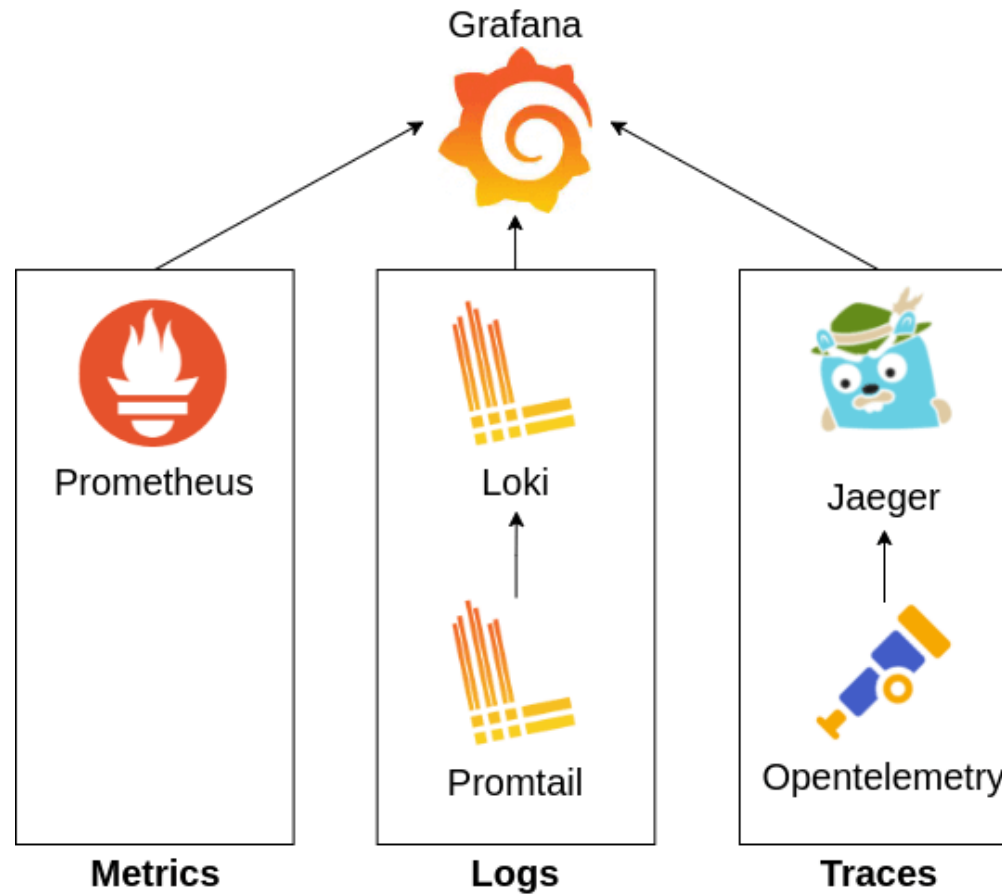 Grafana
Prometheus
Loki
Jaeger
Promtail
Opentelemetry
Metrics
Logs
Traces